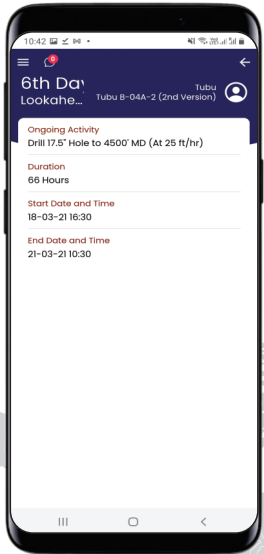 10:42
0
6th Day
Lookahe...
Tubu
Tubu B-04A-2 (2nd Version)
Ongoing Activity
Drill 17.5" Hole to 4500' MD (At 25 ft/hr)
Duration
66 Hours
Start Date and Time
18-03-21 16:30
End Date and Time
21-03-21 10:30